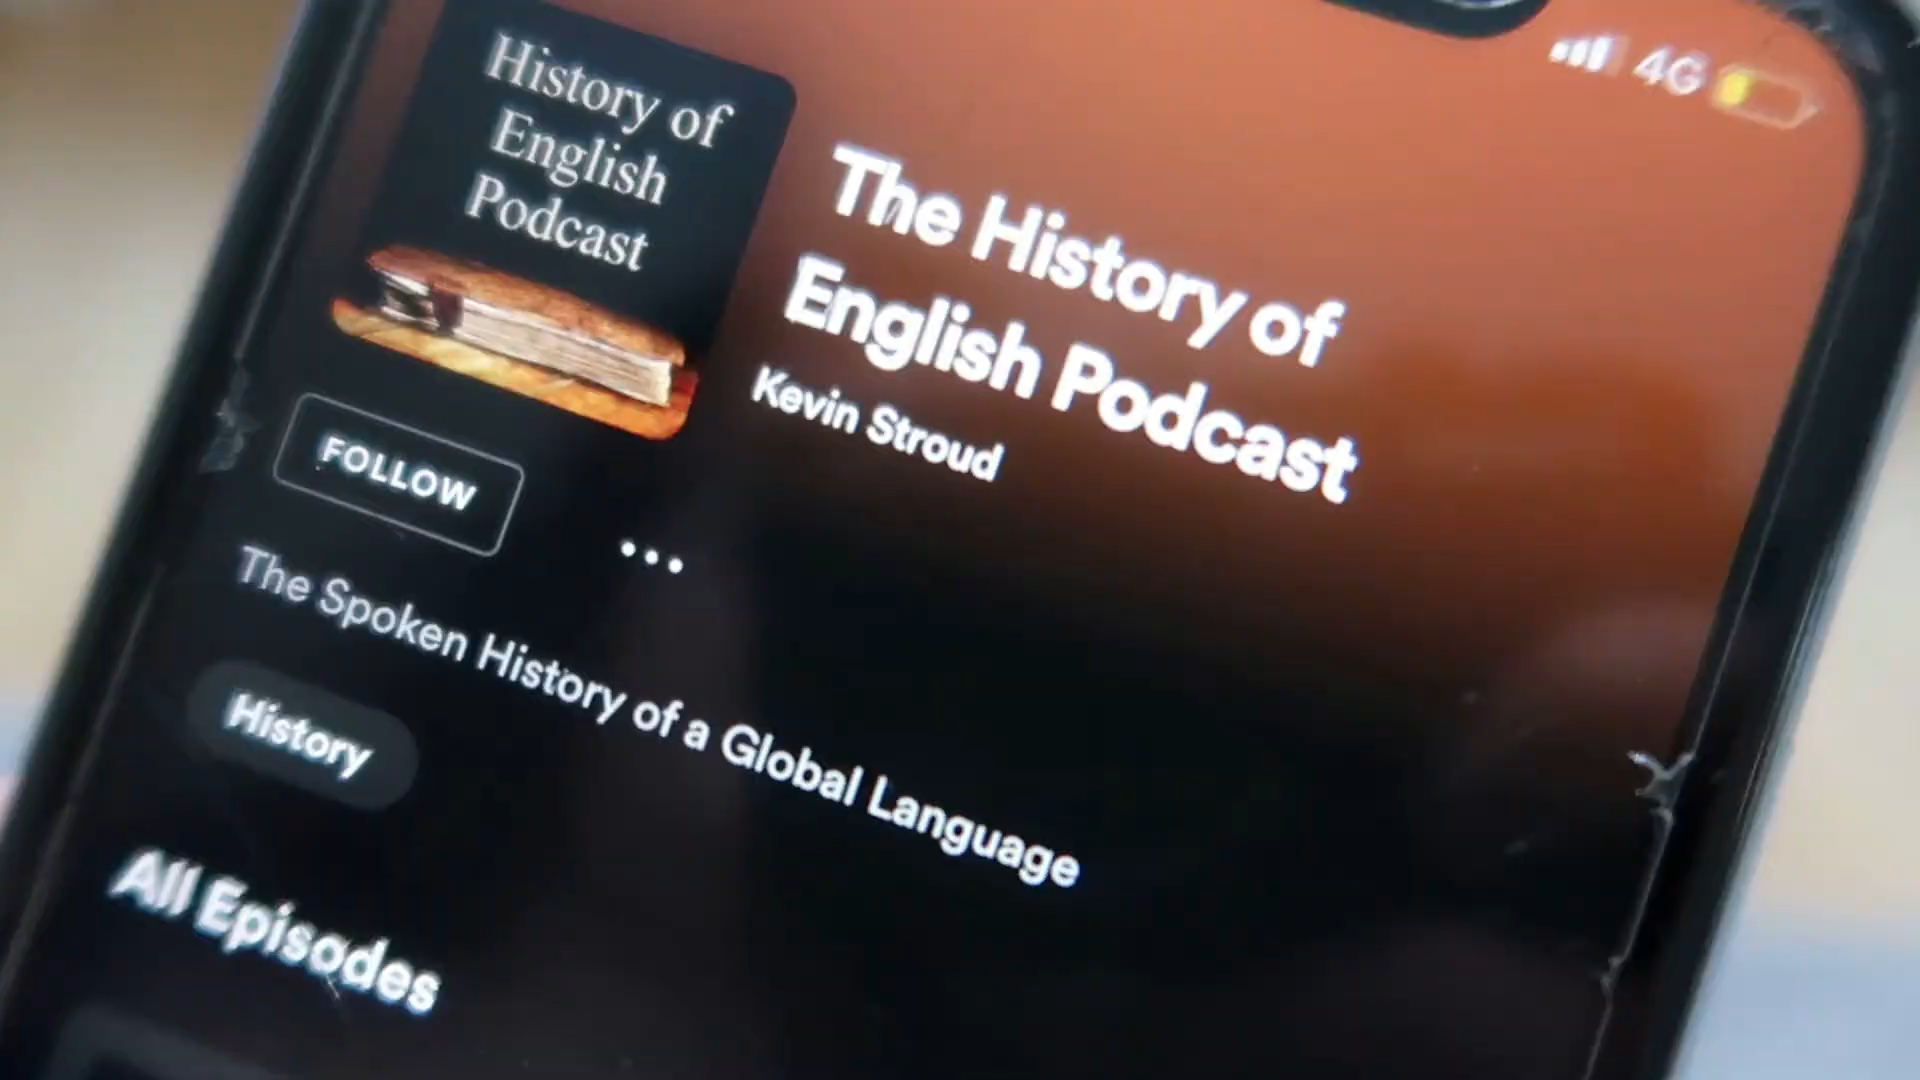 4G
History of
English
Podcast
The History of
English Podcast
Kevin Stroud
FOLLOW
The Spoken History of a Global Language
History
All Episodes